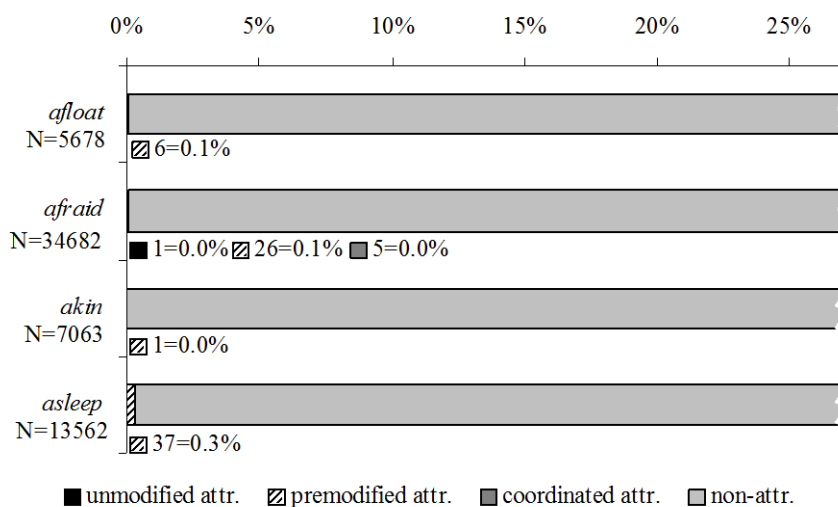 0% 5% 10% 15% 20% 25%
afloat
N=5678
6=0.1%
afraid
N=34682
1=0.0% 26=0.1% 5=0.0%
akin
N=7063
1=0.0%
asleep
N=13562
37=0.3%
unmodified attr. premodified attr. coordinated attr. non-attr.